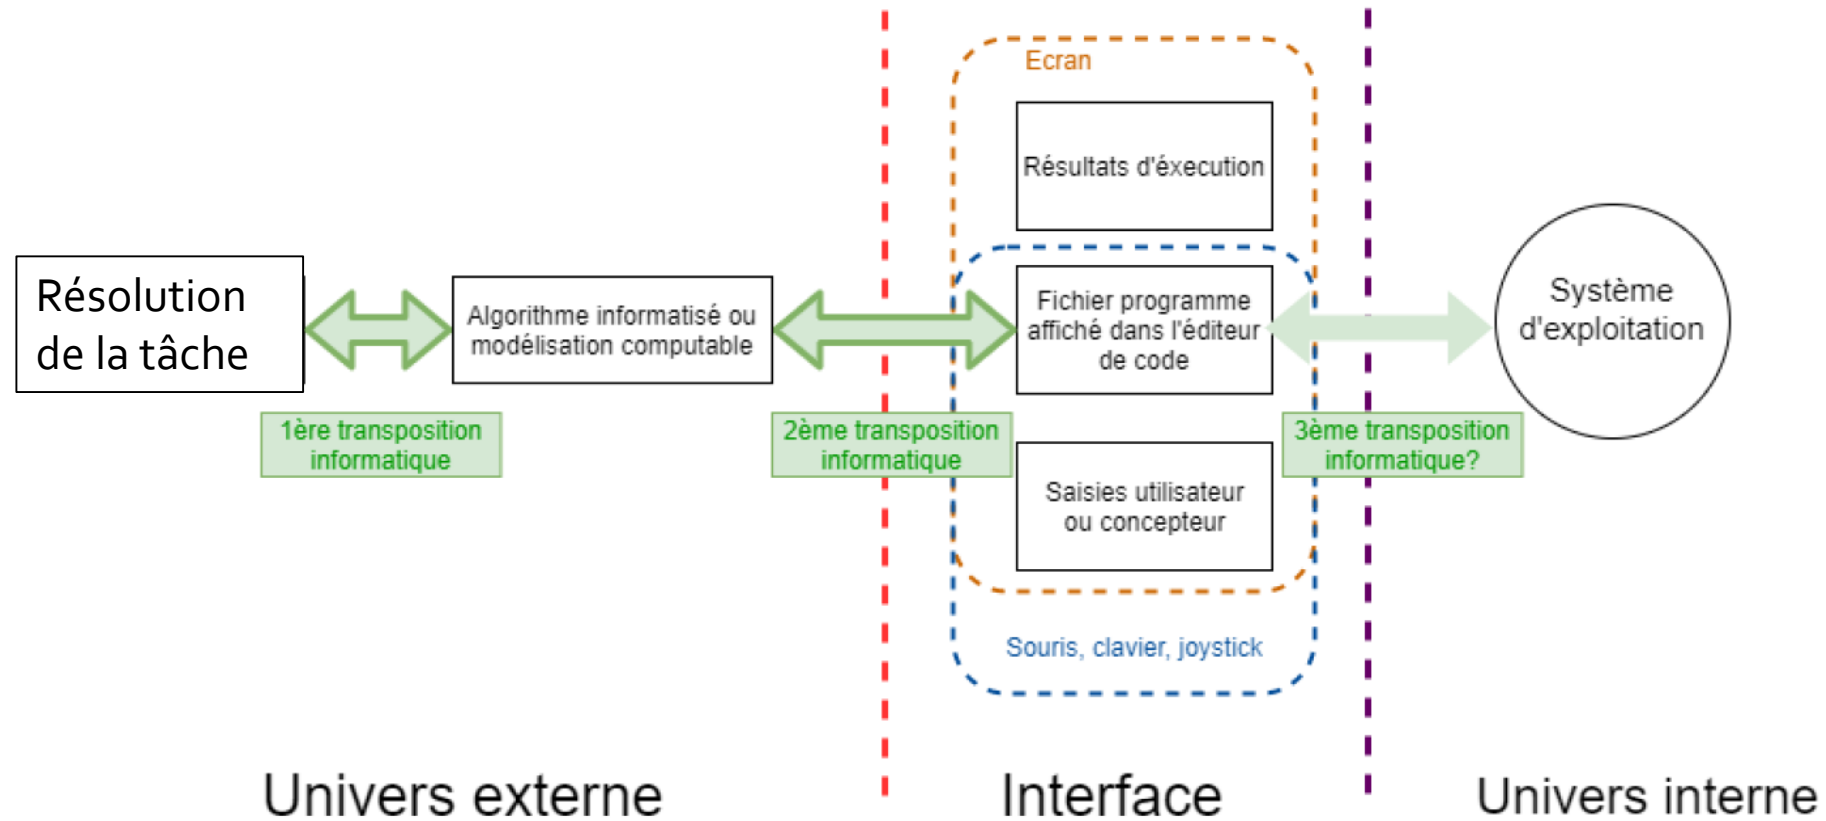 Ecran
Résultats d'éxecution
Résolution
de la tâche
Algorithme informatisé ou
modélisation computable
Fichier programme
affiché dans l'éditeur
de code
Système
d'exploitation
1ère transposition
informatique
2ème transposition
informatique
3ème transposition
informatique?
Saisies utilisateur
ou concepteur
Souris, clavier, joystick
Univers externe
Interface
Univers interne